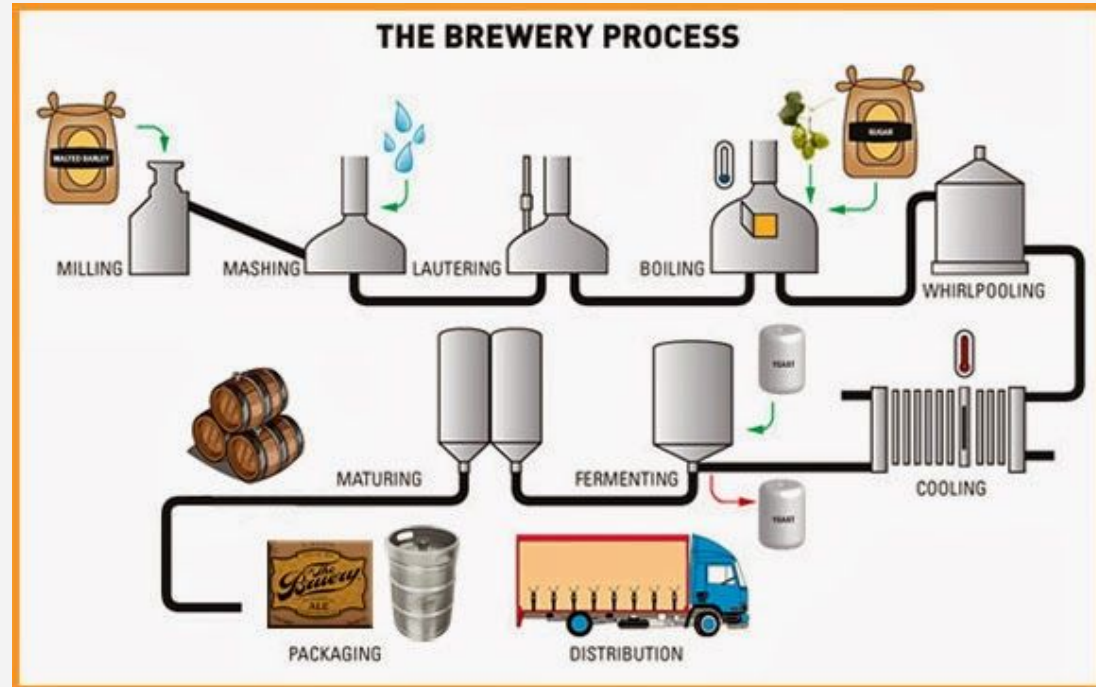 THE BREWERY PROCESS
MALTED BARLEY
SUGAR
MILLING
MASHING
LAUTERING
BOILING
WHIRLPOOLING
YEAST
MATURING
FERMENTING
COOLING
YEAST
The
Bruery
ALE
PACKAGING
DISTRIBUTION